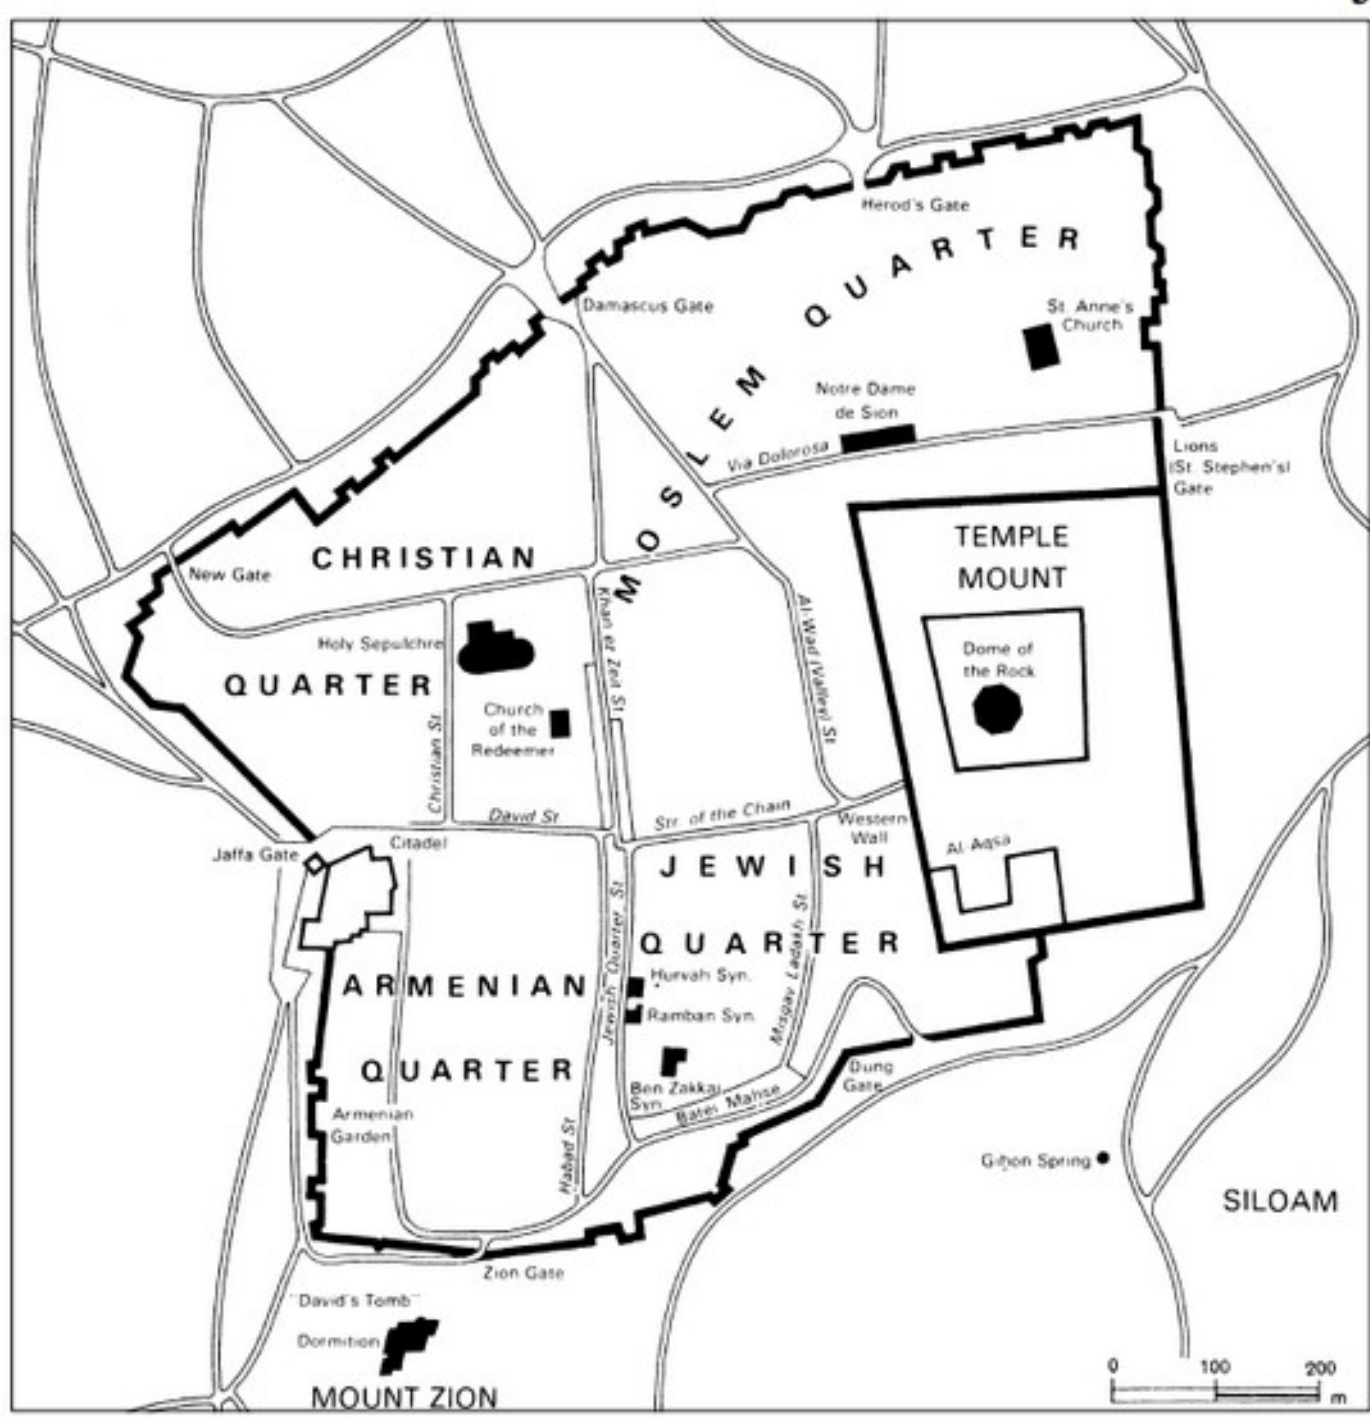 Herod's Gate
MOSLEM QUARTER
Damascus Gate
St. Anne's
Church
Notre Dame
de Sion
Via Dolorosa
Lions
(St. Stephen's)
Gate
TEMPLE
MOUNT
CHRISTIAN
QUARTER
New Gate
Khan ez Zeit St
Al-Wad (Valley) St
Holy Sepulchre
Dome of
the Rock
Church
of the
Redeemer
Christian St
David St
Str. of the Chain
Western
Wall
Jaffa Gate
Citadel
Al Aqsa
JEWISH
QUARTER
Jewish Quarter St
Misgav Ladakh St
ARMENIAN
QUARTER
Hurvah Syn.
Ramban Syn.
Ben Zakkai
Syn
Batei Mahse
Dung
Gate
Armenian
Garden
Habad St
Gihon Spring
SILOAM
Zion Gate
"David's Tomb"
Dormition
MOUNT ZION
0 100 200
m